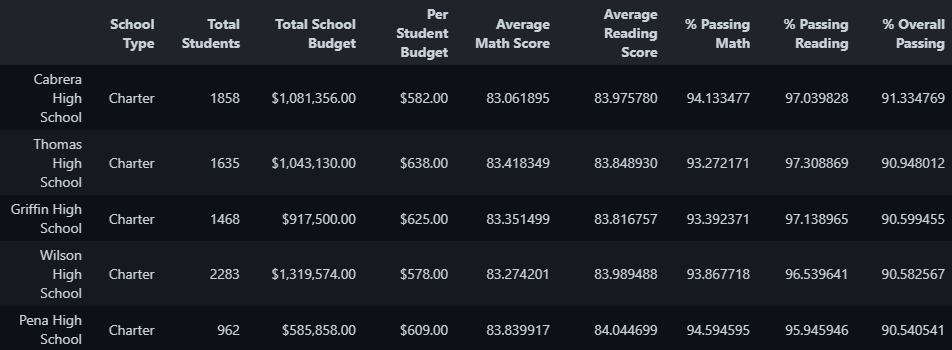 School Type Total Students Total School Budget Per Student Budget Average Math Score Average Reading Score % Passing Math % Passing Reading % Overall Passing
Cabrera High School Charter 1858 $1,081,356.00 $582.00 83.061895 83.975780 94.133477 97.039828 91.334769
Thomas High School Charter 1635 $1,043,130.00 $638.00 83.418349 83.848930 93.272171 97.308869 90.948012
Griffin High School Charter 1468 $917,500.00 $625.00 83.351499 83.816757 93.392371 97.138965 90.599455
Wilson High School Charter 2283 $1,319,574.00 $578.00 83.274201 83.989488 93.867718 96.539641 90.582567
Pena High School Charter 962 $585,858.00 $609.00 83.839917 84.044699 94.594595 95.945946 90.540541